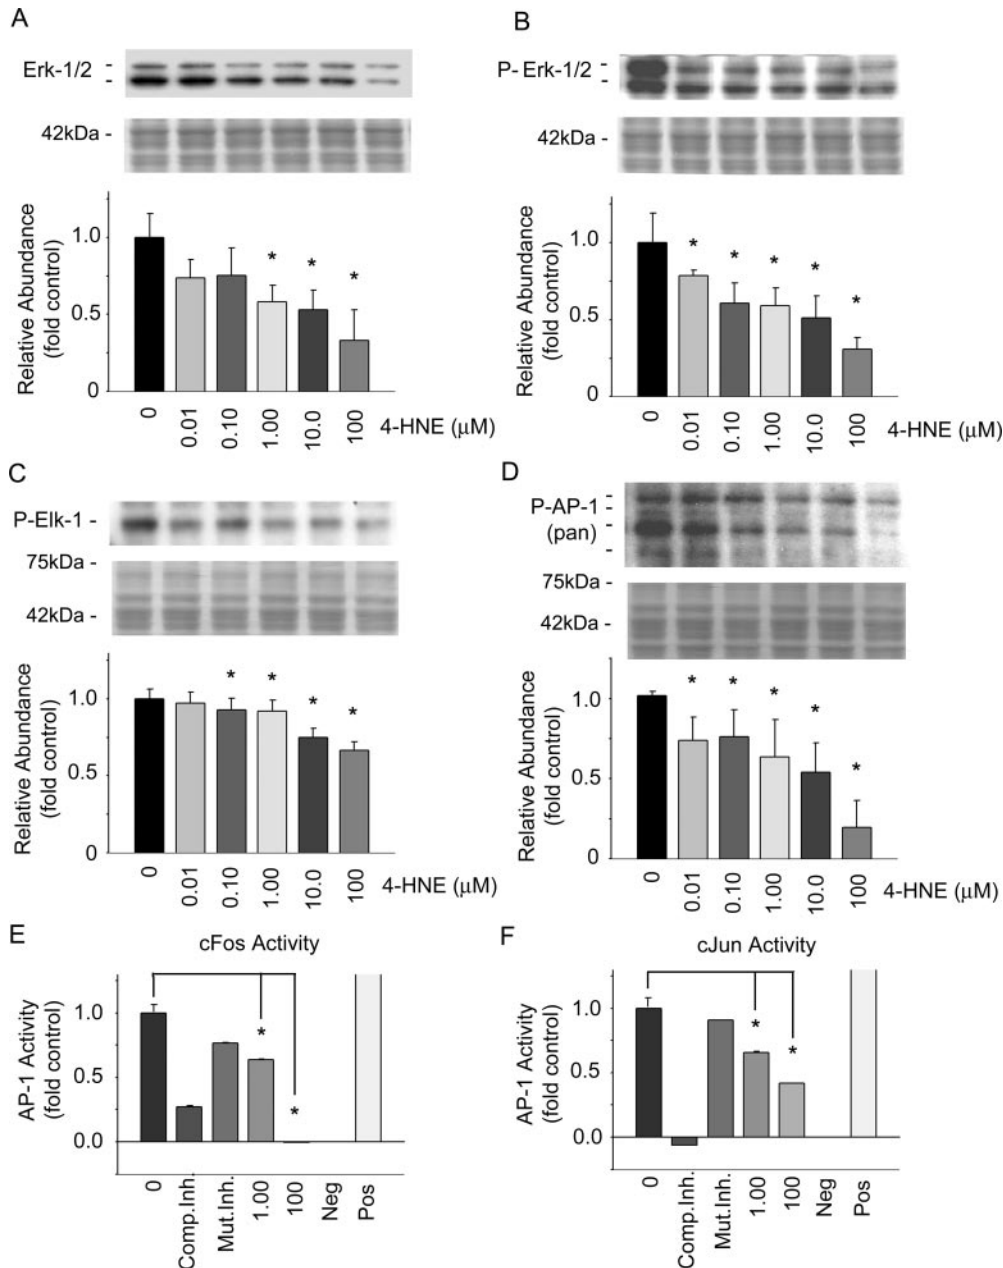 A
Erk-1/2
42kDa -
Relative Abundance
(fold control)
1.0
0.5
0
* * *
0 0.01 0.10 1.00 10.0 100
4-HNE (μM)
B
P- Erk-1/2
42kDa -
Relative Abundance
(fold control)
1.0
0.5
0
* * * * *
0 0.01 0.10 1.00 10.0 100
4-HNE (μM)
C
P-Elk-1 -
75kDa -
42kDa -
Relative Abundance
(fold control)
1.0
0.5
0
* * * *
0 0.01 0.10 1.00 10.0 100
4-HNE (μM)
D
P-AP-1
(pan)
75kDa -
42kDa -
Relative Abundance
(fold control)
1.0
0.5
0
* * * * *
0 0.01 0.10 1.00 10.0 100
4-HNE (μM)
E
cFos Activity
AP-1 Activity
(fold control)
1.0
0.5
0.0
* *
0 Comp.Inh. Mut.Inh. 1.00 100 Neg Pos
F
cJun Activity
AP-1 Activity
(fold control)
1.0
0.5
0.0
* *
0 Comp.Inh. Mut.Inh. 1.00 100 Neg Pos